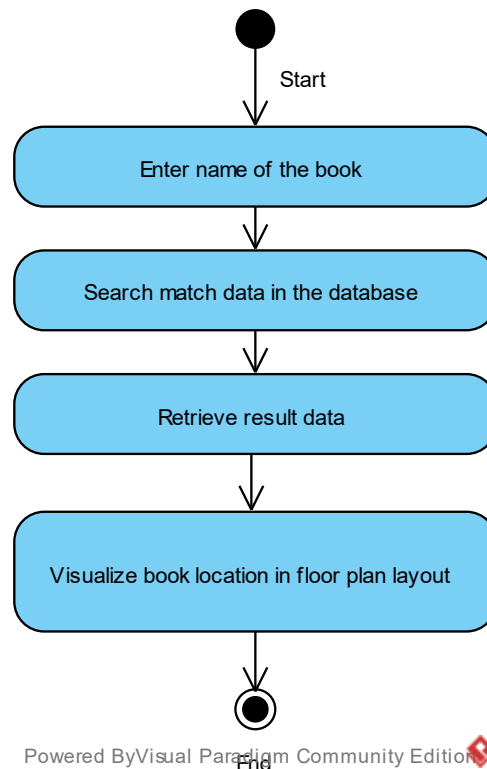 Start
Enter name of the book
Search match data in the database
Retrieve result data
Visualize book location in floor plan layout
Powered ByVisual Paradigm Community Edition
End